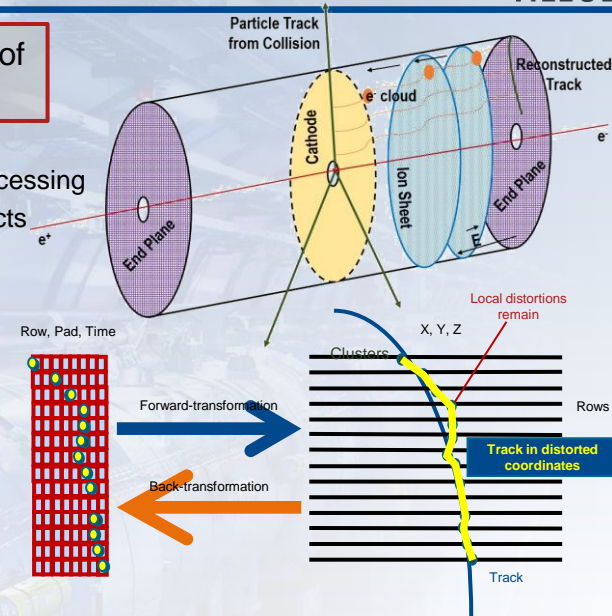 of
cessing
cts
Particle Track
from Collision
Reconstructed
Track
e⁻ cloud
Cathode
Ion Sheet
End Plane
E
End Plane
e⁻
e⁺
Row, Pad, Time
Forward-transformation
Back-transformation
X, Y, Z
Local distortions
remain
Clusters
Rows
Track in distorted
coordinates
Track